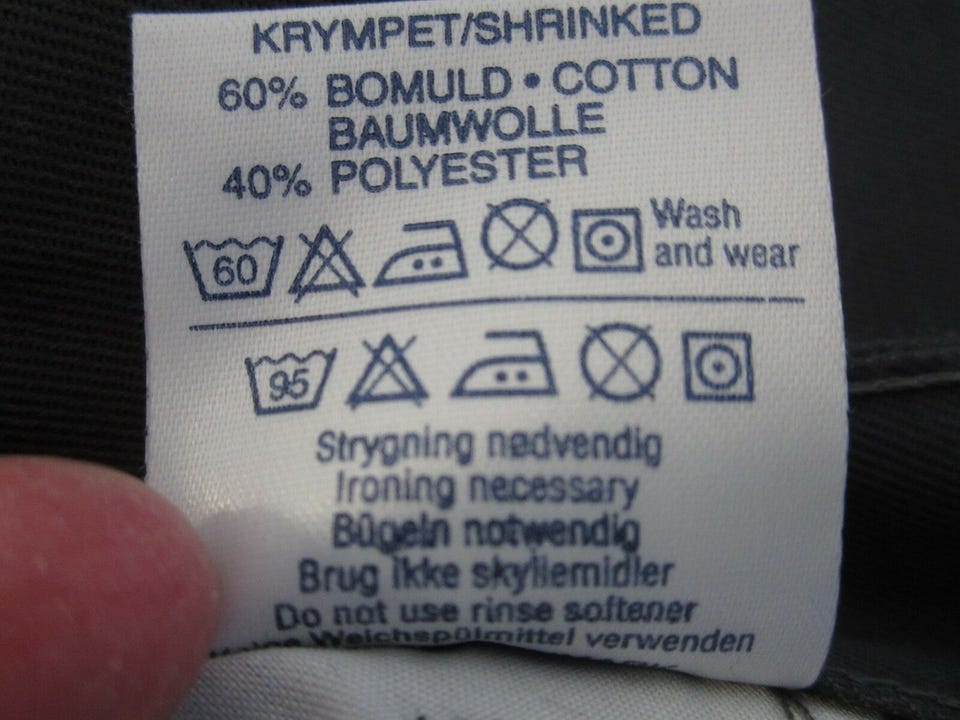 KRYMPET/SHRINKED
60% BOMULD • COTTON
BAUMWOLLE
40% POLYESTER
60
Wash
and wear
95
Strygning nødvendig
Ironing necessary
Bügeln notwendig
Brug ikke skyllemidler
Do not use rinse softener
Weichspülmittel verwenden